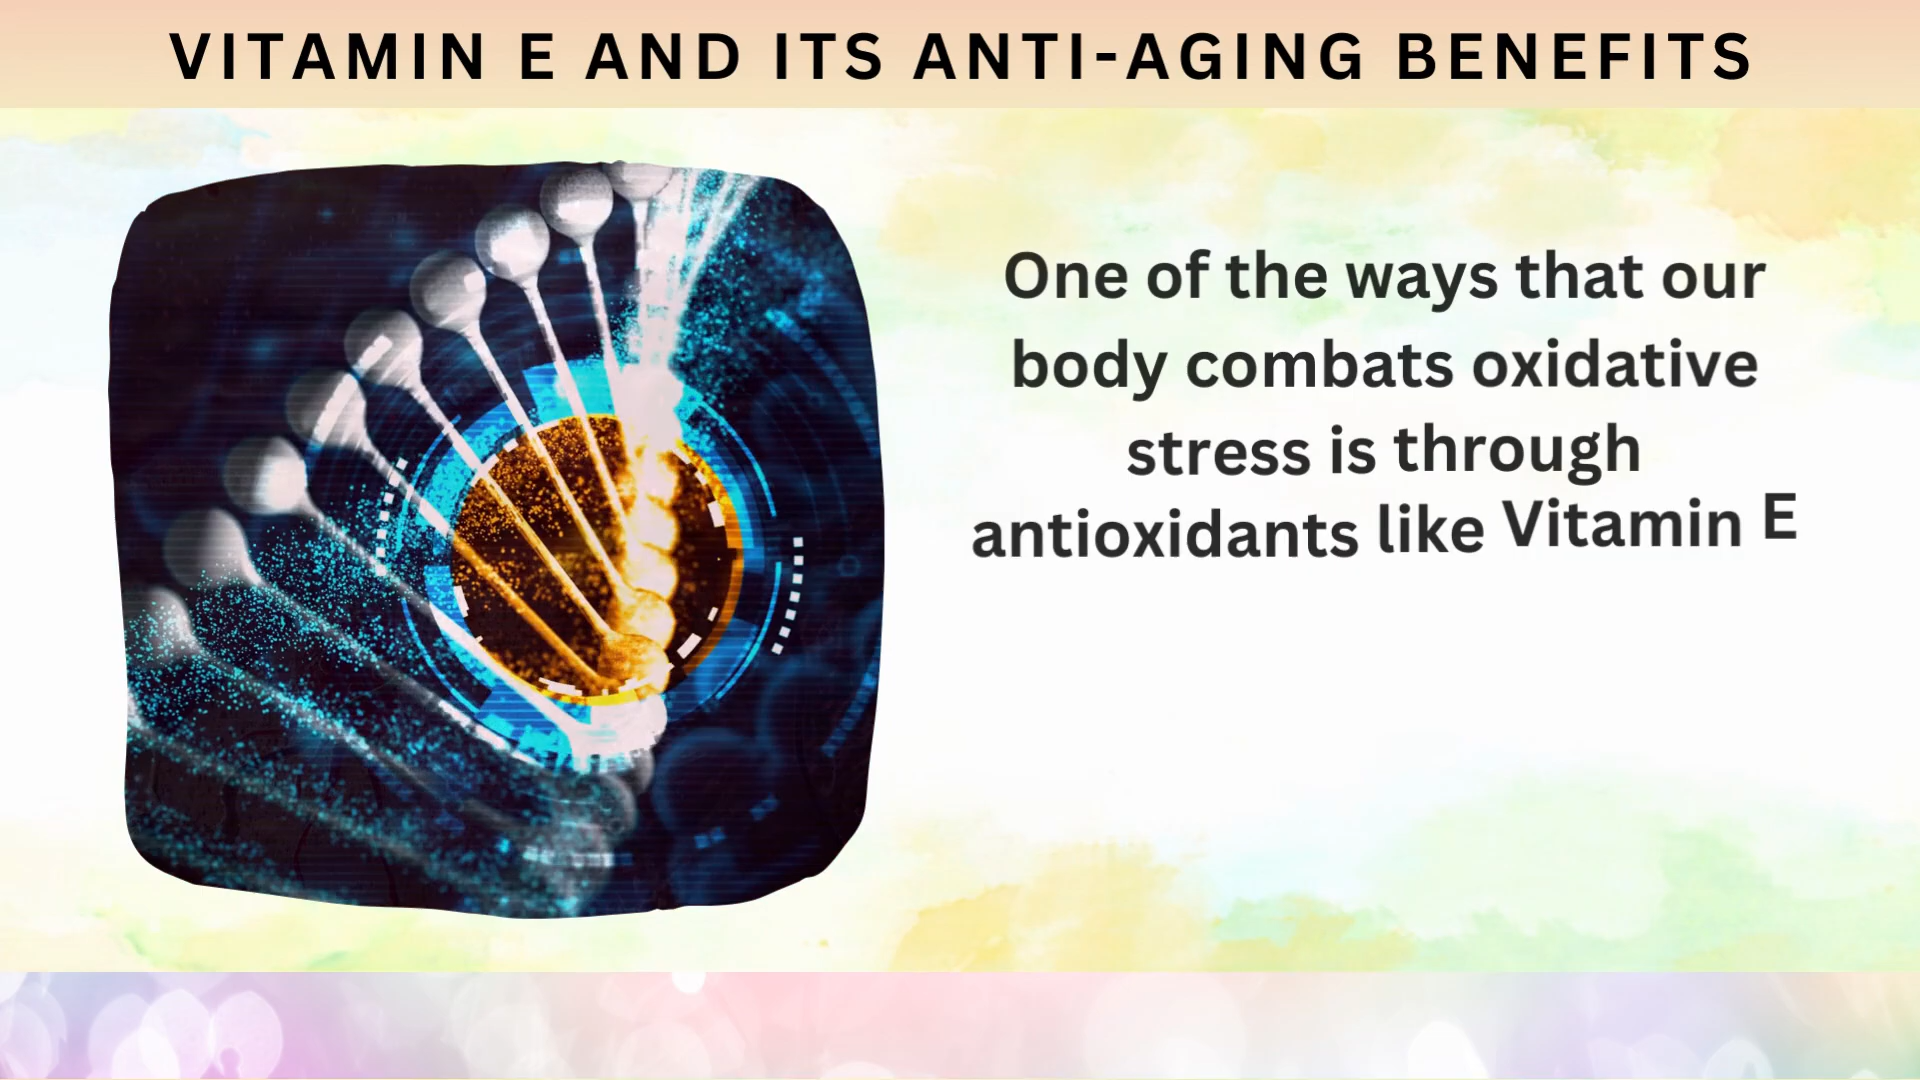 VITAMIN E AND ITS ANTI-AGING BENEFITS
One of the ways that our
body combats oxidative
stress is through
antioxidants like Vitamin E